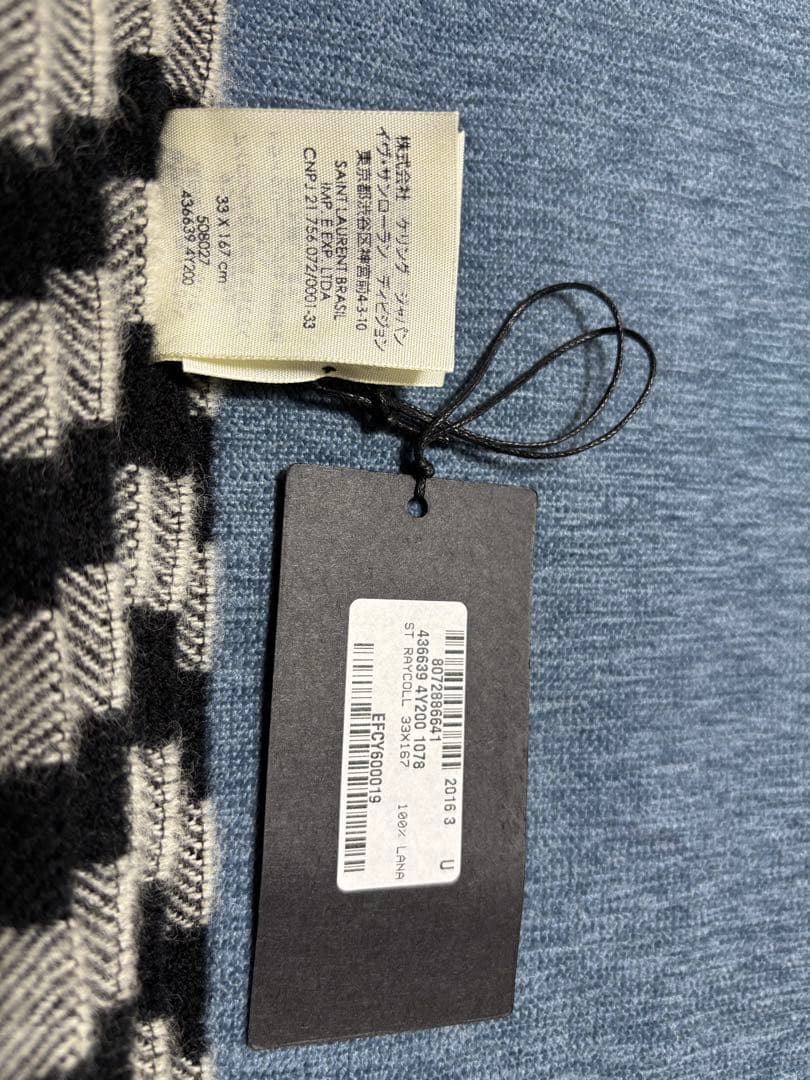 株式会社 ケリング ジャパン
イヴ・サンローラン ディビジョン
東京都渋谷区神宮前4-3-10
SAINT LAURENT BRASIL
IMP. E EXP. LTDA
CNPJ 21.756.072/0001-33
33 X 167 cm
508027
436639 4Y200
2016 3 U
8072886641
436639 4Y200 1078
ST RAYCOLL 33X167 100% LANA
EFCY600019